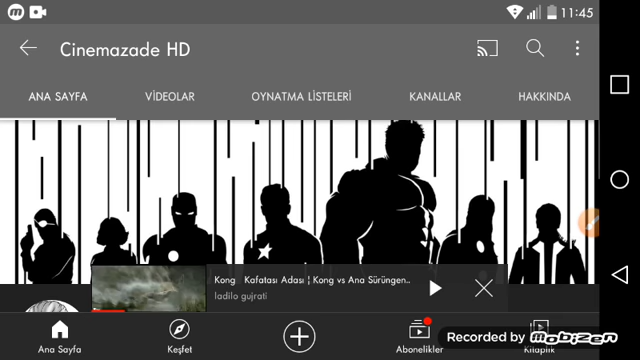 11:45
Cinemazade HD
ANA SAYFA VİDEOLAR OYNATMA LİSTELERİ KANALLAR HAKKINDA
Kong Kafatası Adası ¦ Kong vs Ana Sürüngen..
ladilo gujrati
Ana Sayfa Keşfet Abonelikler Kitaplık
Recorded by mobizen